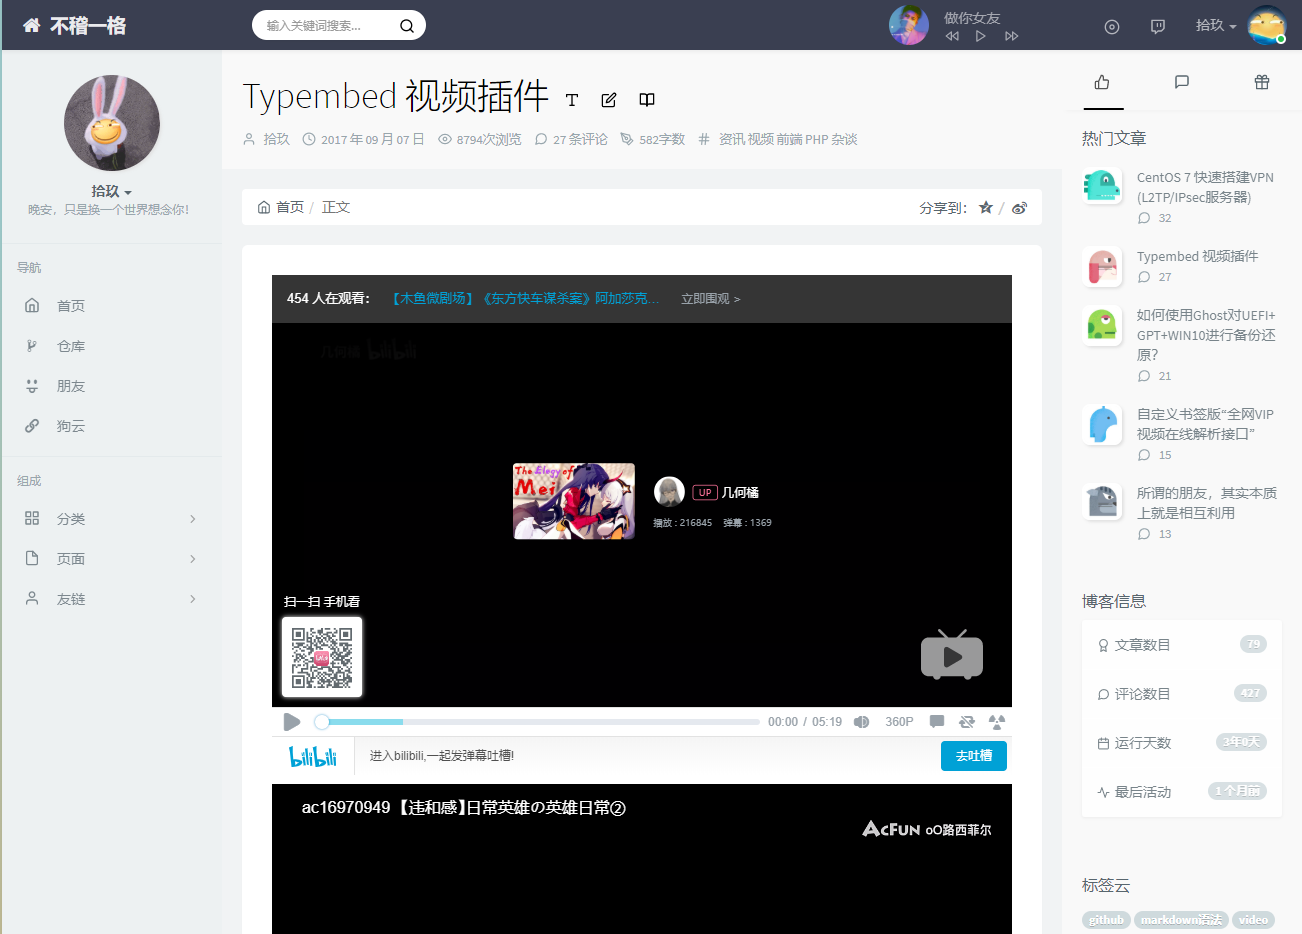 不稽一格
输入关键词搜索...
做你女友
拾玖
拾玖
晚安，只是换一个世界想念你!
导航
首页
仓库
朋友
狗云
组成
分类
页面
友链
Typembed 视频插件
拾玖 2017 年 09 月 07 日 8794次浏览 27 条评论 582字数 # 资讯 视频 前端 PHP 杂谈
首页 / 正文
分享到： /
454 人在观看： 【木鱼微剧场】《东方快车谋杀案》阿加莎克... 立即围观 >
几何橘 bilibili
The Elegy of
Mei
UP 几何橘
播放 : 216845 弹幕 : 1369
扫一扫 手机看
00:00 / 05:19 360P
bilibili 进入bilibili,一起发弹幕吐槽! 去吐槽
ac16970949 【违和感】日常英雄の英雄日常②
ACFUN oO路西菲尔
热门文章
CentOS 7 快速搭建VPN
(L2TP/IPsec服务器)
32
Typembed 视频插件
27
如何使用Ghost对UEFI+
GPT+WIN10进行备份还
原?
21
自定义书签版“全网VIP
视频在线解析接口”
15
所谓的朋友，其实本质
上就是相互利用
13
博客信息
文章数目 79
评论数目 427
运行天数 3年0天
最后活动 1 个月前
标签云
github markdown语法 video